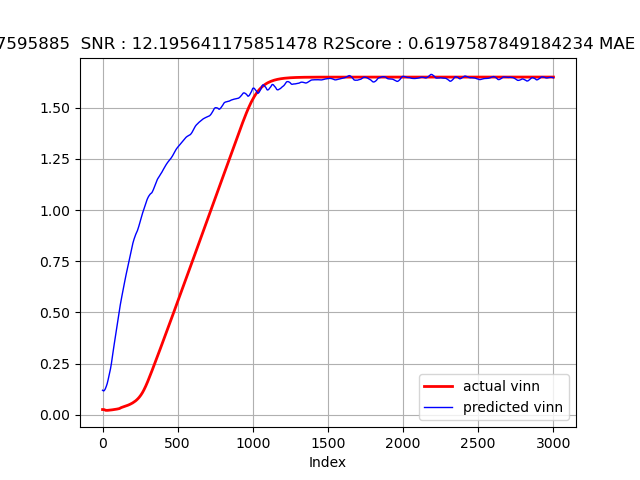 7595885 SNR : 12.195641175851478 R2Score : 0.6197587849184234 MAE
1.50
1.25
1.00
0.75
0.50
0.25
0.00
actual vinn
predicted vinn
0 500 1000 1500 2000 2500 3000
Index